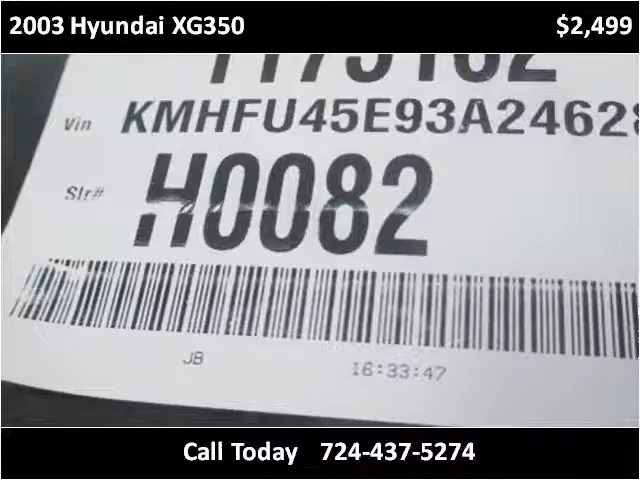 2003 Hyundai XG350 $2,499
Vin KMHFU45E93A24628
Str# H0082
JB 16:33:47
Call Today 724-437-5274